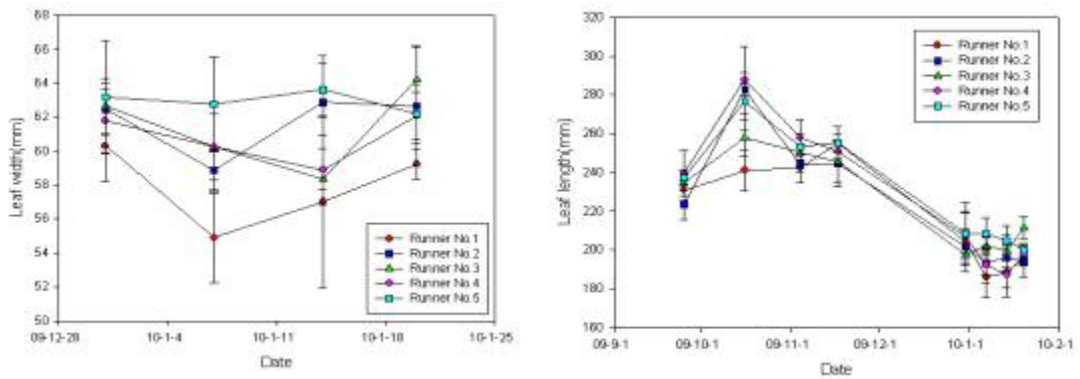 68
66
64
62
60
58
56
54
52
50
Leaf width(mm)
Runner No.1
Runner No.2
Runner No.3
Runner No.4
Runner No.5
09-12-28 10-1-4 10-1-11 10-1-18 10-1-25
Date
320
300
280
260
240
220
200
180
160
Leaf length(mm)
Runner No.1
Runner No.2
Runner No.3
Runner No.4
Runner No.5
09-9-1 09-10-1 09-11-1 09-12-1 10-1-1 10-2-1
Date